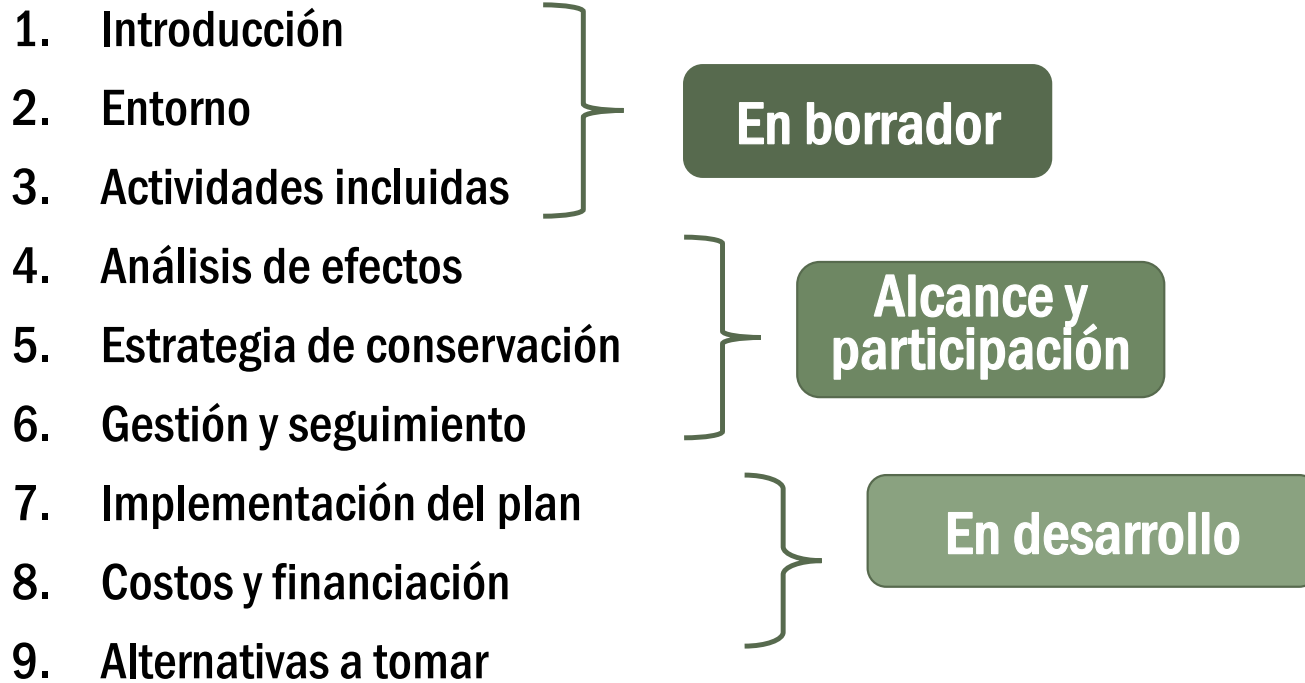 1. Introducción
2. Entorno
3. Actividades incluidas
En borrador
4. Análisis de efectos
5. Estrategia de conservación
6. Gestión y seguimiento
Alcance y
participación
7. Implementación del plan
8. Costos y financiación
9. Alternativas a tomar
En desarrollo